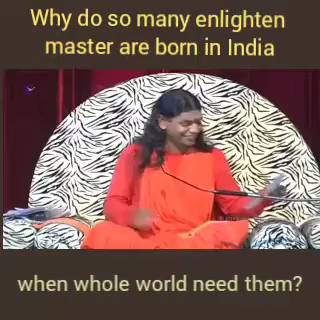 Why do so many enlighten
master are born in India
when whole world need them?